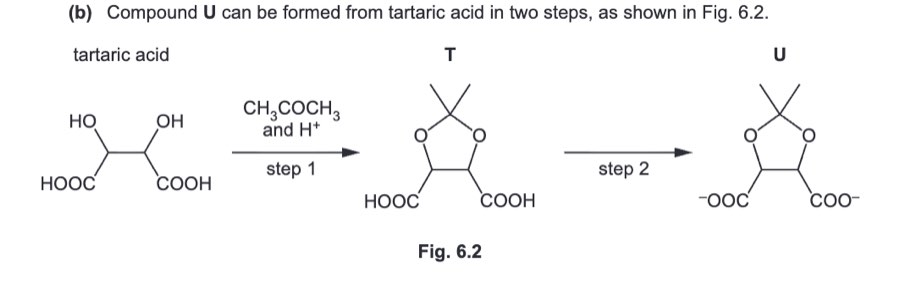 (b) Compound U can be formed from tartaric acid in two steps, as shown in Fig. 6.2.
tartaric acid T U
HO OH CH₃COCH₃ and H⁺ O O O O
step 1 step 2
HOOC COOH HOOC COOH ⁻OOC COO⁻
Fig. 6.2